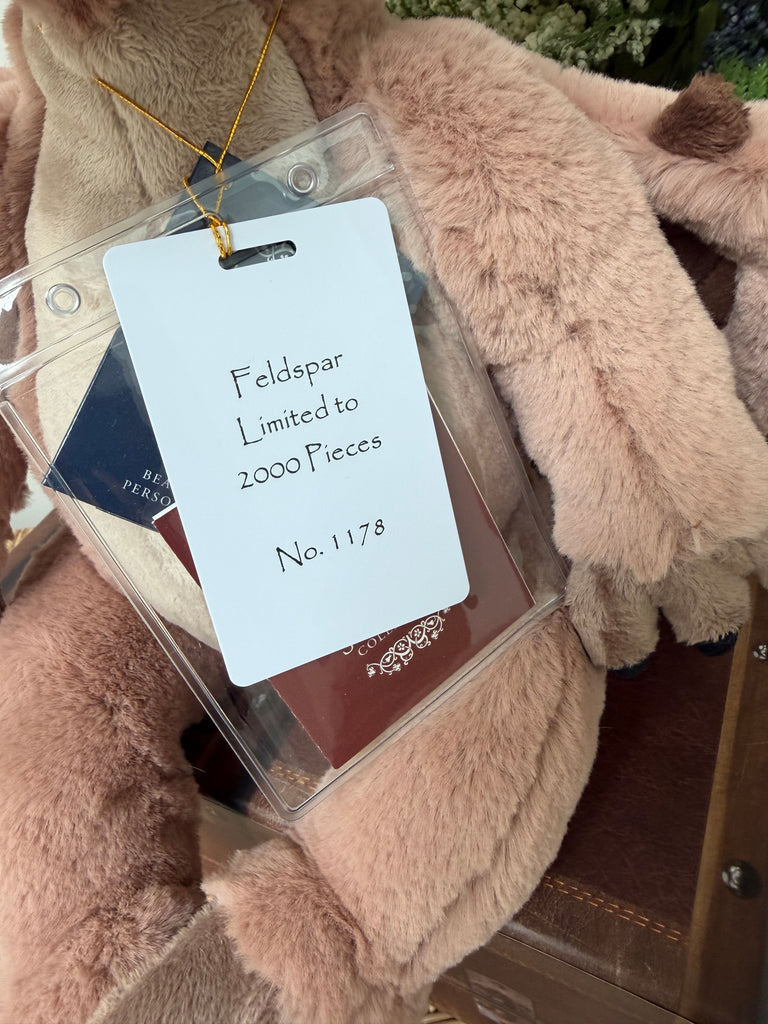 Feldspar
Limited to
2000 Pieces
No. 1178